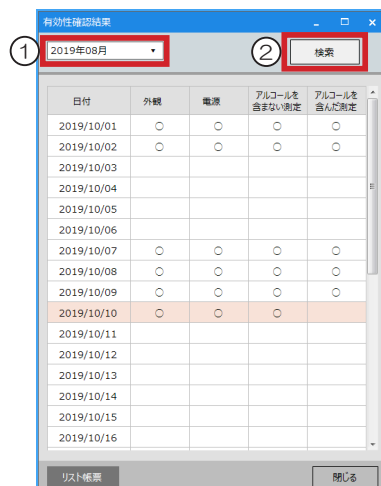 有効性確認結果
① 2019年08月 ② 検索
日付 外観 電源 アルコールを含まない測定 アルコールを含んだ測定
2019/10/01 ○ ○ ○ ○
2019/10/02 ○ ○ ○ ○
2019/10/03
2019/10/04
2019/10/05
2019/10/06
2019/10/07 ○ ○ ○ ○
2019/10/08 ○ ○ ○ ○
2019/10/09 ○ ○ ○ ○
2019/10/10 ○ ○ ○
2019/10/11
2019/10/12
2019/10/13
2019/10/14
2019/10/15
2019/10/16
リスト帳票 閉じる